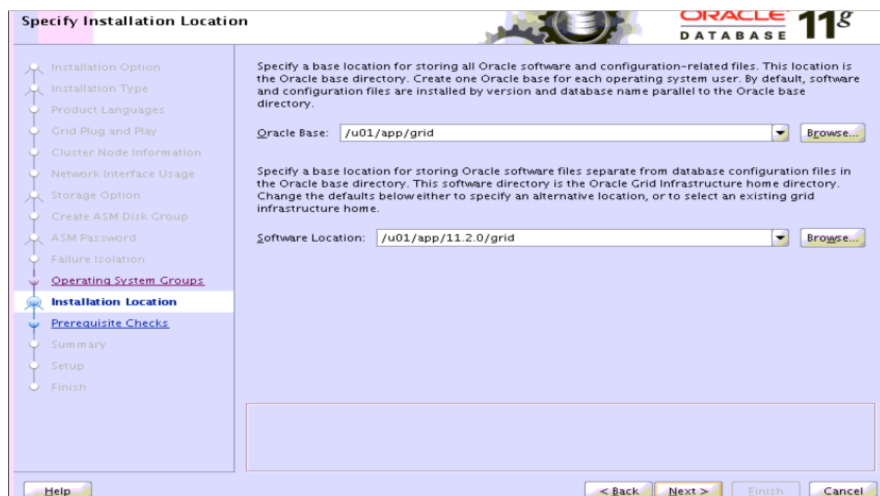 Specify Installation Location
ORACLE
DATABASE
11g
Installation Option
Installation Type
Product Languages
Grid Plug and Play
Cluster Node Information
Network Interface Usage
Storage Option
Create ASM Disk Group
ASM Password
Failure Isolation
Operating System Groups
Installation Location
Prerequisite Checks
Summary
Setup
Finish
Specify a base location for storing all Oracle software and configuration-related files. This location is
the Oracle base directory. Create one Oracle base for each operating system user. By default, software
and configuration files are installed by version and database name parallel to the Oracle base
directory.
Oracle Base: /u01/app/grid Browse...
Specify a base location for storing Oracle software files separate from database configuration files in
the Oracle base directory. This software directory is the Oracle Grid Infrastructure home directory.
Change the defaults below either to specify an alternative location, or to select an existing grid
infrastructure home.
Software Location: /u01/app/11.2.0/grid Browse...
Help < Back Next > Finish Cancel